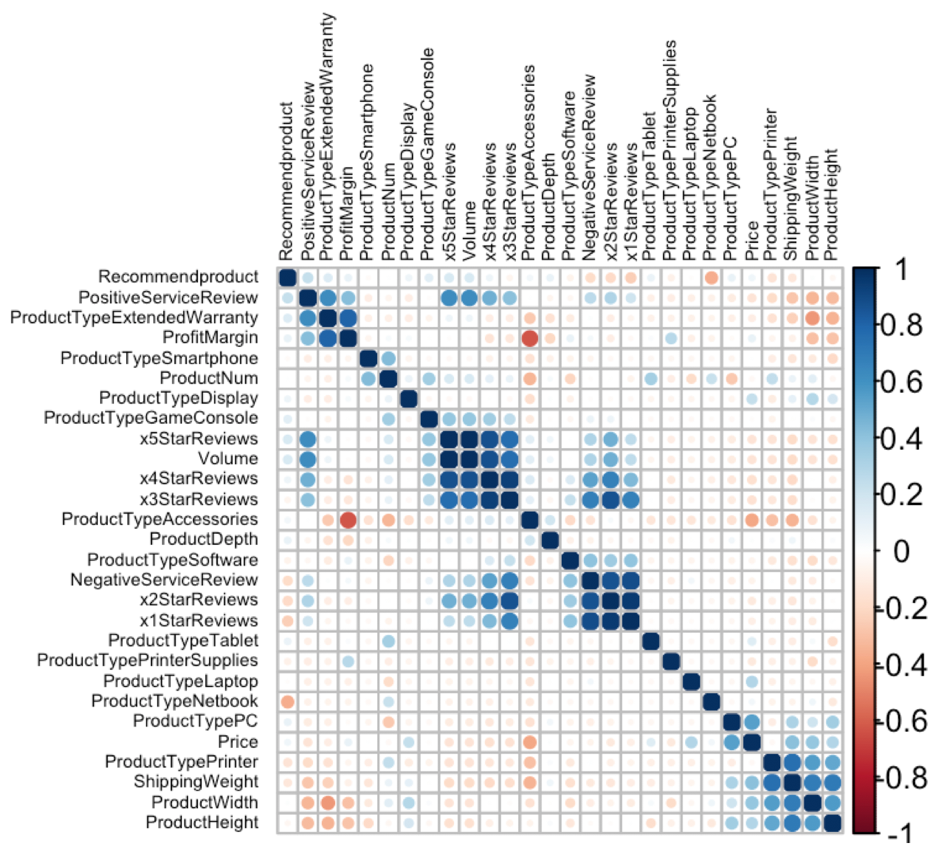 Recommendproduct
PositiveServiceReview
ProductTypeExtendedWarranty
ProfitMargin
ProductTypeSmartphone
ProductNum
ProductTypeDisplay
ProductTypeGameConsole
x5StarReviews
Volume
x4StarReviews
x3StarReviews
ProductTypeAccessories
ProductDepth
ProductTypeSoftware
NegativeServiceReview
x2StarReviews
x1StarReviews
ProductTypeTablet
ProductTypePrinterSupplies
ProductTypeLaptop
ProductTypeNetbook
ProductTypePC
Price
ProductTypePrinter
ShippingWeight
ProductWidth
ProductHeight
Recommendproduct
PositiveServiceReview
ProductTypeExtendedWarranty
ProfitMargin
ProductTypeSmartphone
ProductNum
ProductTypeDisplay
ProductTypeGameConsole
x5StarReviews
Volume
x4StarReviews
x3StarReviews
ProductTypeAccessories
ProductDepth
ProductTypeSoftware
NegativeServiceReview
x2StarReviews
x1StarReviews
ProductTypeTablet
ProductTypePrinterSupplies
ProductTypeLaptop
ProductTypeNetbook
ProductTypePC
Price
ProductTypePrinter
ShippingWeight
ProductWidth
ProductHeight
1
0.8
0.6
0.4
0.2
0
-0.2
-0.4
-0.6
-0.8
-1